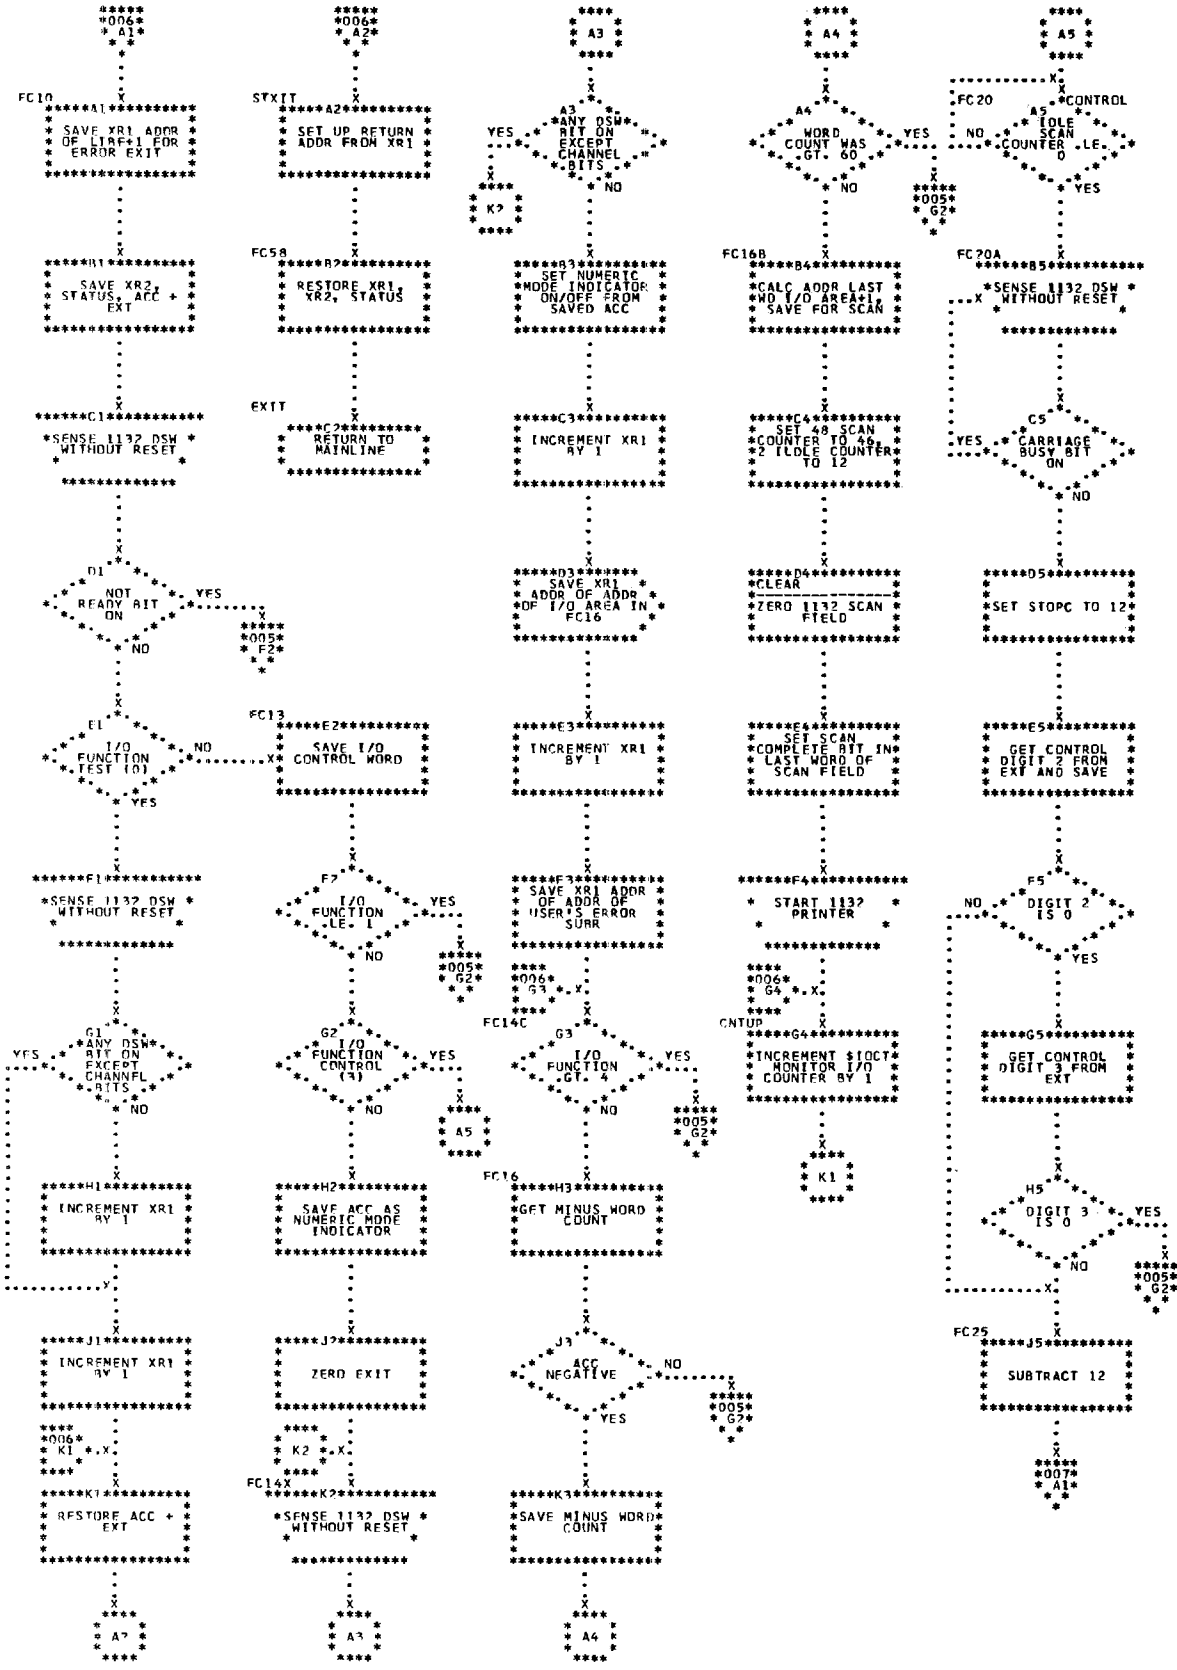 *006*
A1
FC10
A1
SAVE XR1 ADDR
OF LIBF+1 FOR
ERROR EXIT
B1
SAVE XR2,
STATUS, ACC +
EXT
C1
SENSE 1132 DSW
WITHOUT RESET
D1
NOT
READY BIT
ON
YES
*005*
F2
NO
E1
I/O
FUNCTION
TEST (0)
NO
YES
F1
SENSE 1132 DSW
WITHOUT RESET
G1
ANY DSW
BIT ON
EXCEPT
CHANNEL
BITS
YES
NO
H1
INCREMENT XR1
BY 1
J1
INCREMENT XR1
BY 1
*006*
K1
K1
RESTORE ACC +
EXT
A2
*006*
A2
STXIT
A2
SET UP RETURN
ADDR FROM XR1
FC58
B2
RESTORE XR1,
XR2, STATUS
EXIT
C2
RETURN TO
MAINLINE
FC13
E2
SAVE I/O
CONTROL WORD
F2
I/O
FUNCTION
LE. 1
YES
*005*
G2
NO
G2
I/O
FUNCTION
CONTROL
(3)
YES
A5
NO
H2
SAVE ACC AS
NUMERIC MODE
INDICATOR
J2
ZERO EXIT
K2
FC14X
K2
SENSE 1132 DSW
WITHOUT RESET
A3
A3
A3
ANY DSW
BIT ON
EXCEPT
CHANNEL
BITS
YES
K2
NO
B3
SET NUMERIC
MODE INDICATOR
ON/OFF FROM
SAVED ACC
C3
INCREMENT XR1
BY 1
D3
SAVE XR1
ADDR OF ADDR
OF I/O AREA IN
FC16
E3
INCREMENT XR1
BY 1
F3
SAVE XR1 ADDR
OF ADDR OF
USER'S ERROR
SUBR
*006*
G3
FC14C
G3
I/O
FUNCTION
GT. 4
YES
*005*
G2
NO
FC16
H3
GET MINUS WORD
COUNT
J3
ACC
NEGATIVE
NO
*005*
G2
YES
K3
SAVE MINUS WORD
COUNT
A4
A4
A4
WORD
COUNT WAS
GT. 60
YES
*005*
G2
NO
FC16B
B4
CALC ADDR LAST
WD I/O AREA+1,
SAVE FOR SCAN
C4
SET 48 SCAN
COUNTER TO 46,
2 ILDLE COUNTER
TO 12
D4
CLEAR
ZERO 1132 SCAN
FIELD
E4
SET SCAN
COMPLETE BIT IN
LAST WORD OF
SCAN FIELD
F4
START 1132
PRINTER
*006*
G4
CNTUP
G4
INCREMENT $IOCT
MONITOR I/O
COUNTER BY 1
K1
A5
FC20
CONTROL
A5
IDLE
SCAN
COUNTER .LE.
0
NO
YES
FC20A
B5
SENSE 1132 DSW
WITHOUT RESET
C5
CARRIAGE
BUSY BIT
ON
YES
NO
D5
SET STOPC TO 12
E5
GET CONTROL
DIGIT 2 FROM
EXT AND SAVE
F5
DIGIT 2
IS 0
NO
YES
G5
GET CONTROL
DIGIT 3 FROM
EXT
H5
DIGIT 3
IS 0
YES
*005*
G2
NO
FC25
J5
SUBTRACT 12
*007*
A1